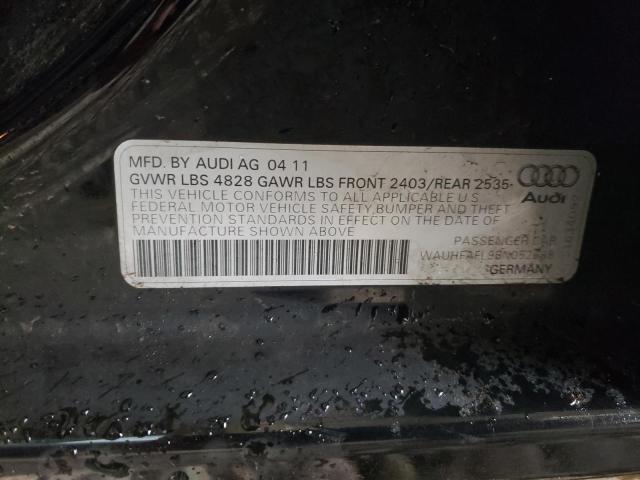 MFD. BY AUDI AG 04 11
GVWR LBS 4828 GAWR LBS FRONT 2403/REAR 2535
THIS VEHICLE CONFORMS TO ALL APPLICABLE U S
FEDERAL MOTOR VEHICLE SAFETY, BUMPER AND THEFT
PREVENTION STANDARDS IN EFFECT ON THE DATE OF
MANUFACTURE SHOWN ABOVE
Audi
PASSENGER CAR
GERMANY